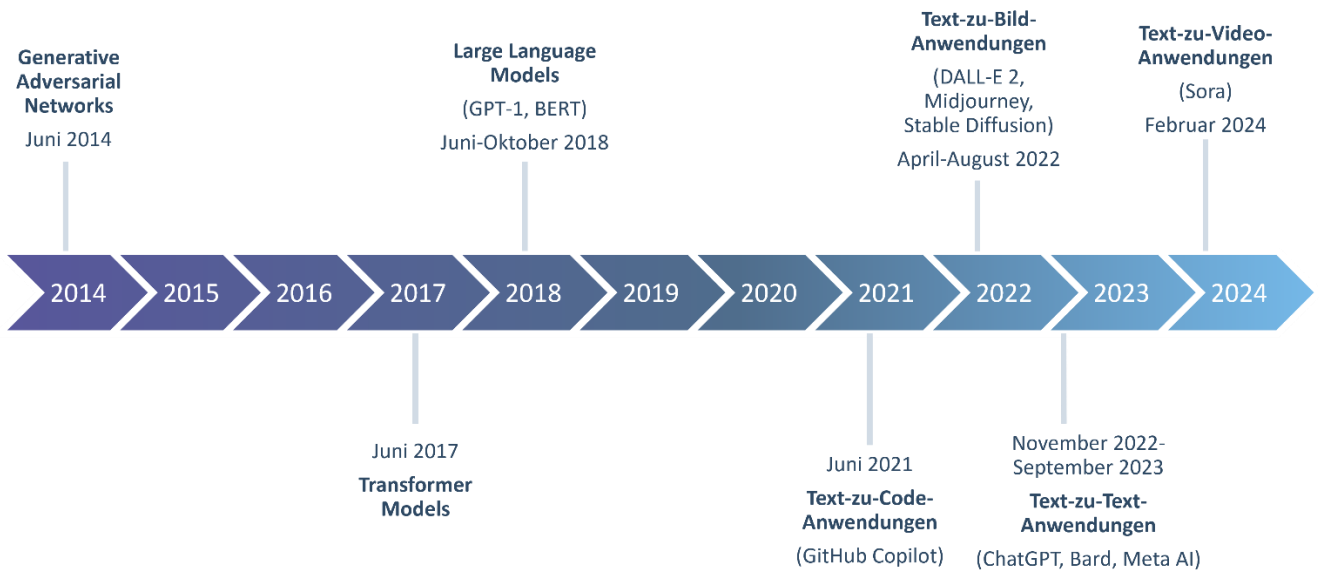 Generative
Adversarial
Networks
Juni 2014
Large Language
Models
(GPT-1, BERT)
Juni-Oktober 2018
Text-zu-Bild-
Anwendungen
(DALL-E 2,
Midjourney,
Stable Diffusion)
April-August 2022
Text-zu-Video-
Anwendungen
(Sora)
Februar 2024
2014
2015
2016
2017
2018
2019
2020
2021
2022
2023
2024
Juni 2017
Transformer
Models
Juni 2021
Text-zu-Code-
Anwendungen
(GitHub Copilot)
November 2022-
September 2023
Text-zu-Text-
Anwendungen
(ChatGPT, Bard, Meta AI)